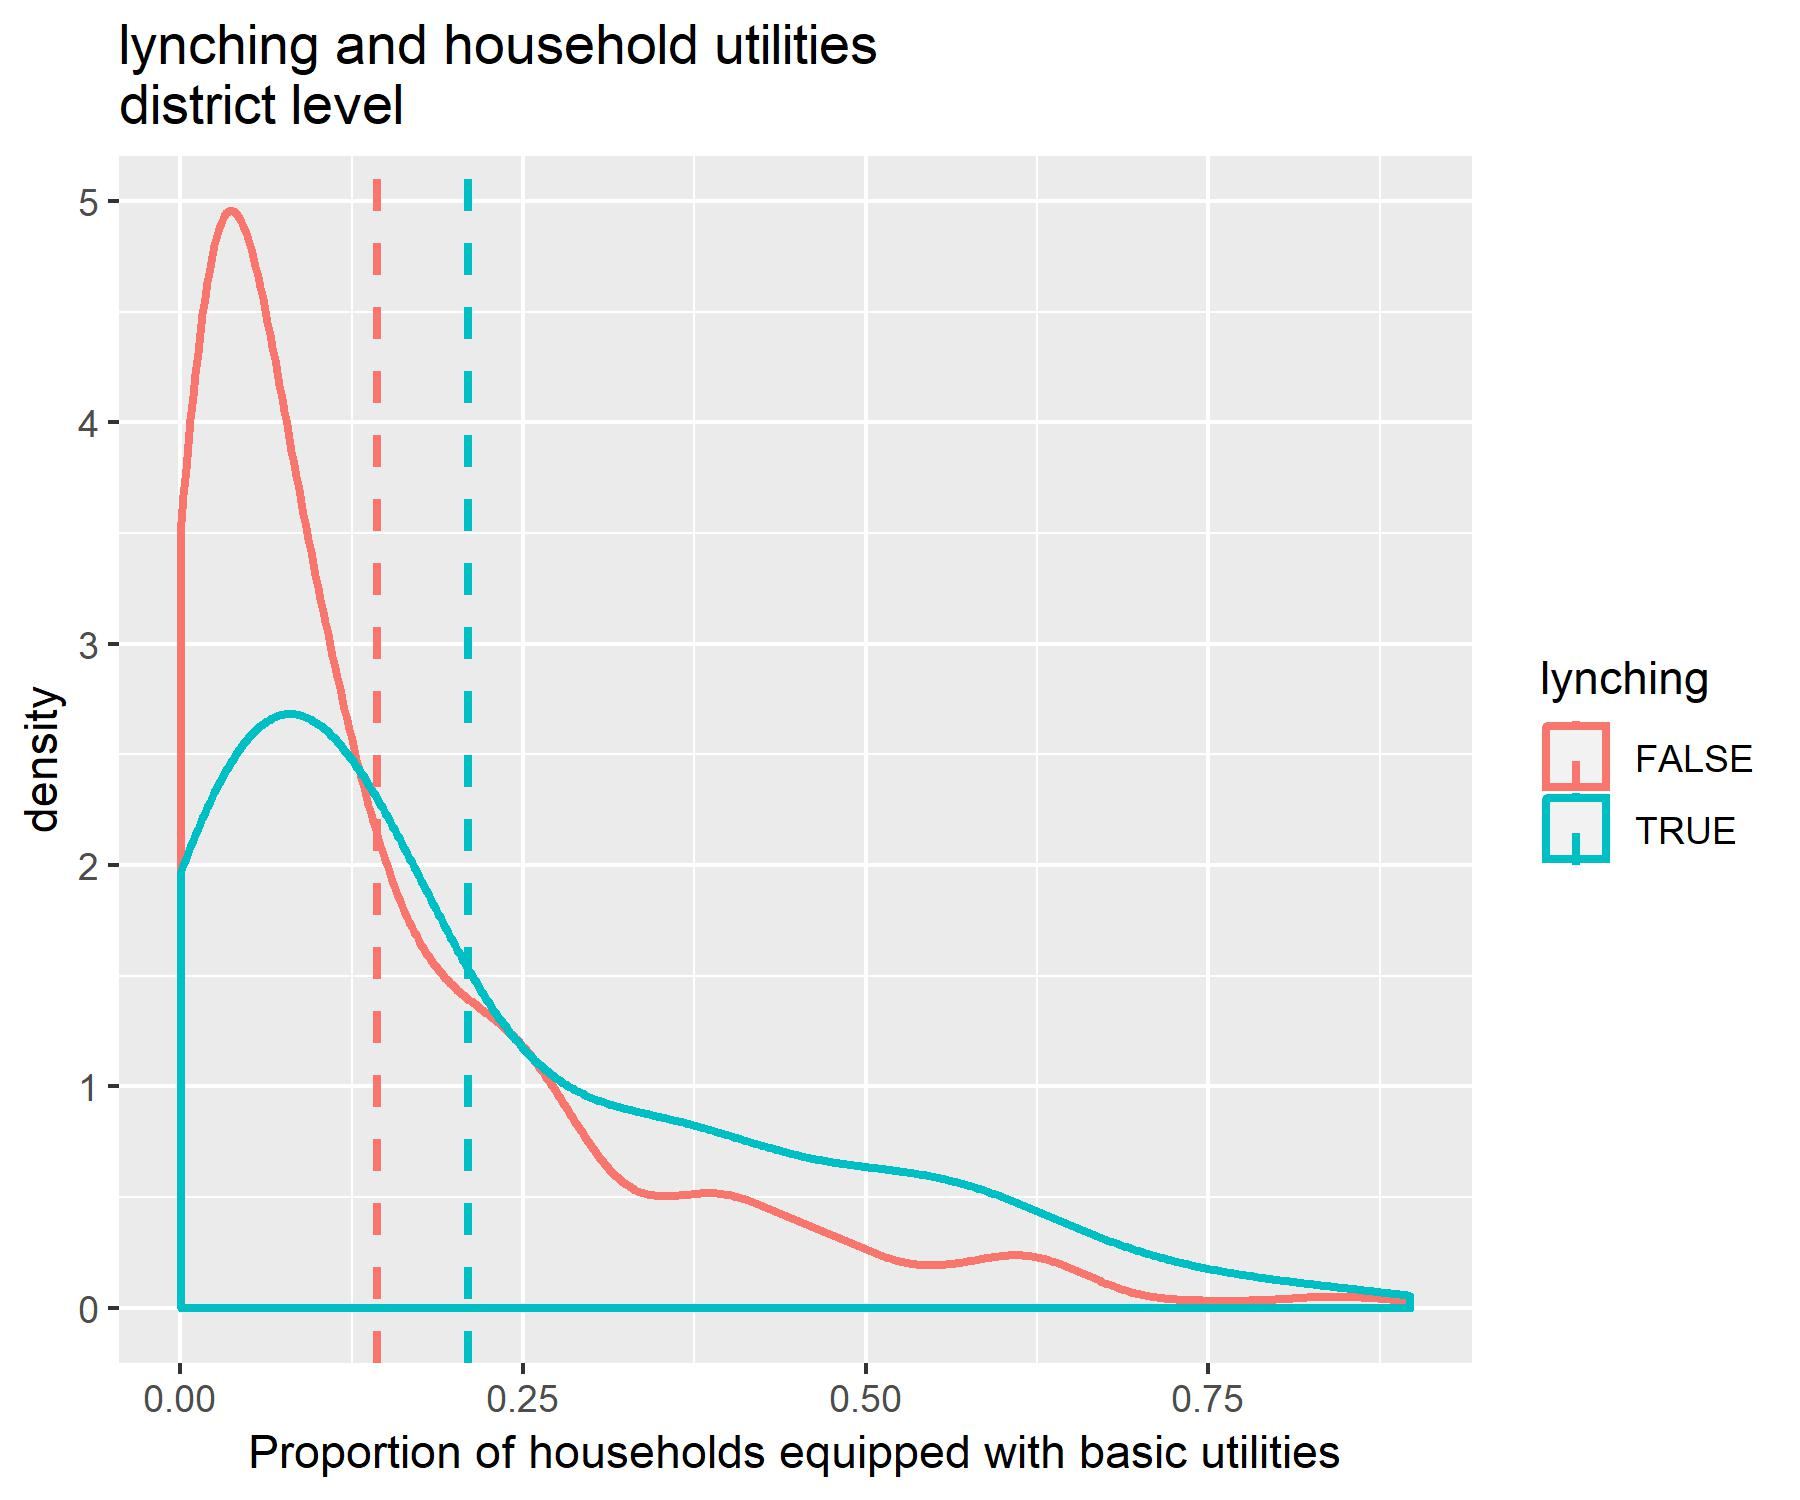 lynching and household utilities
district level
5
4
3
2
1
0
density
0.00 0.25 0.50 0.75
Proportion of households equipped with basic utilities
lynching
FALSE
TRUE